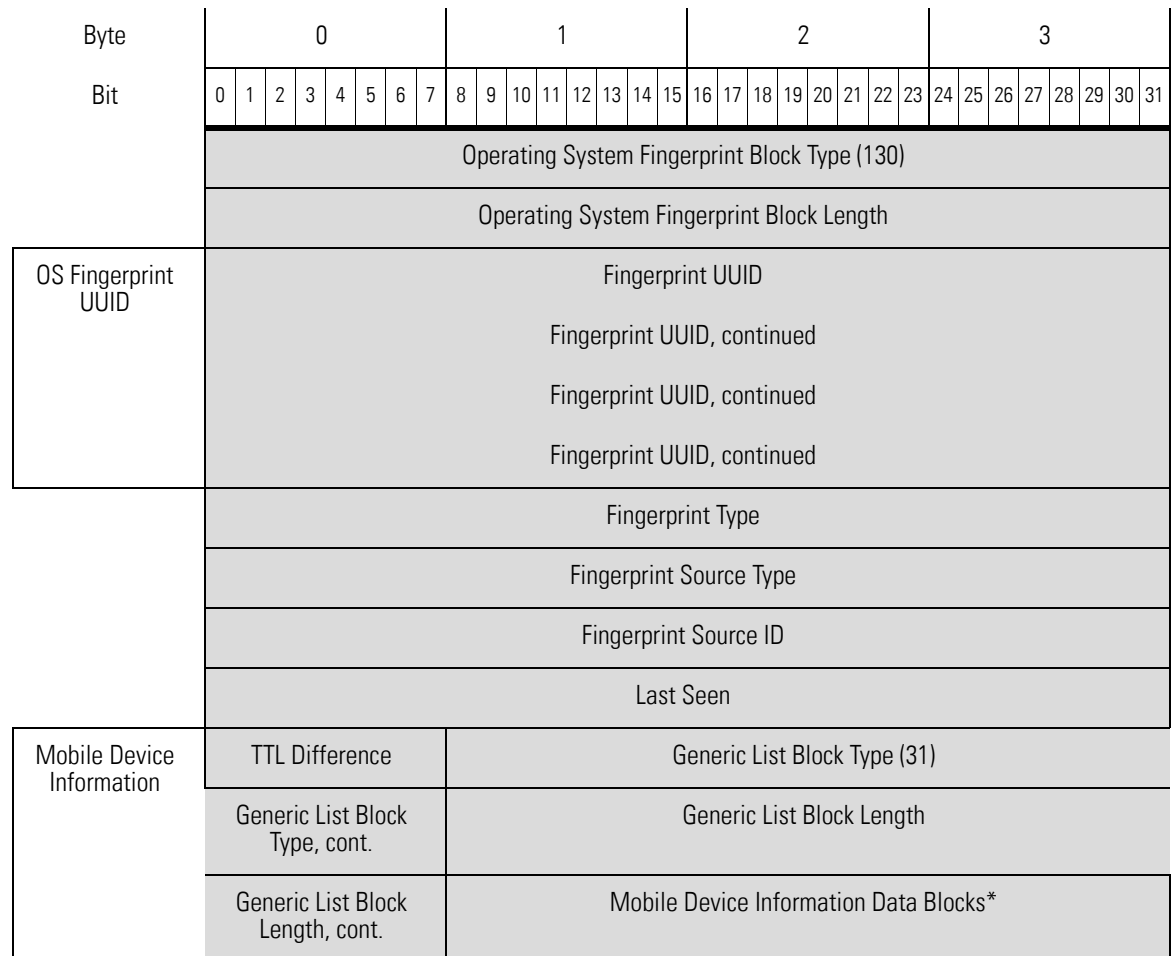 Byte 0 1 2 3
Bit 0 1 2 3 4 5 6 7 8 9 10 11 12 13 14 15 16 17 18 19 20 21 22 23 24 25 26 27 28 29 30 31
Operating System Fingerprint Block Type (130)
Operating System Fingerprint Block Length
OS Fingerprint
UUID
Fingerprint UUID
Fingerprint UUID, continued
Fingerprint UUID, continued
Fingerprint UUID, continued
Fingerprint Type
Fingerprint Source Type
Fingerprint Source ID
Last Seen
Mobile Device
Information
TTL Difference
Generic List Block Type (31)
Generic List Block
Type, cont.
Generic List Block Length
Generic List Block
Length, cont.
Mobile Device Information Data Blocks*